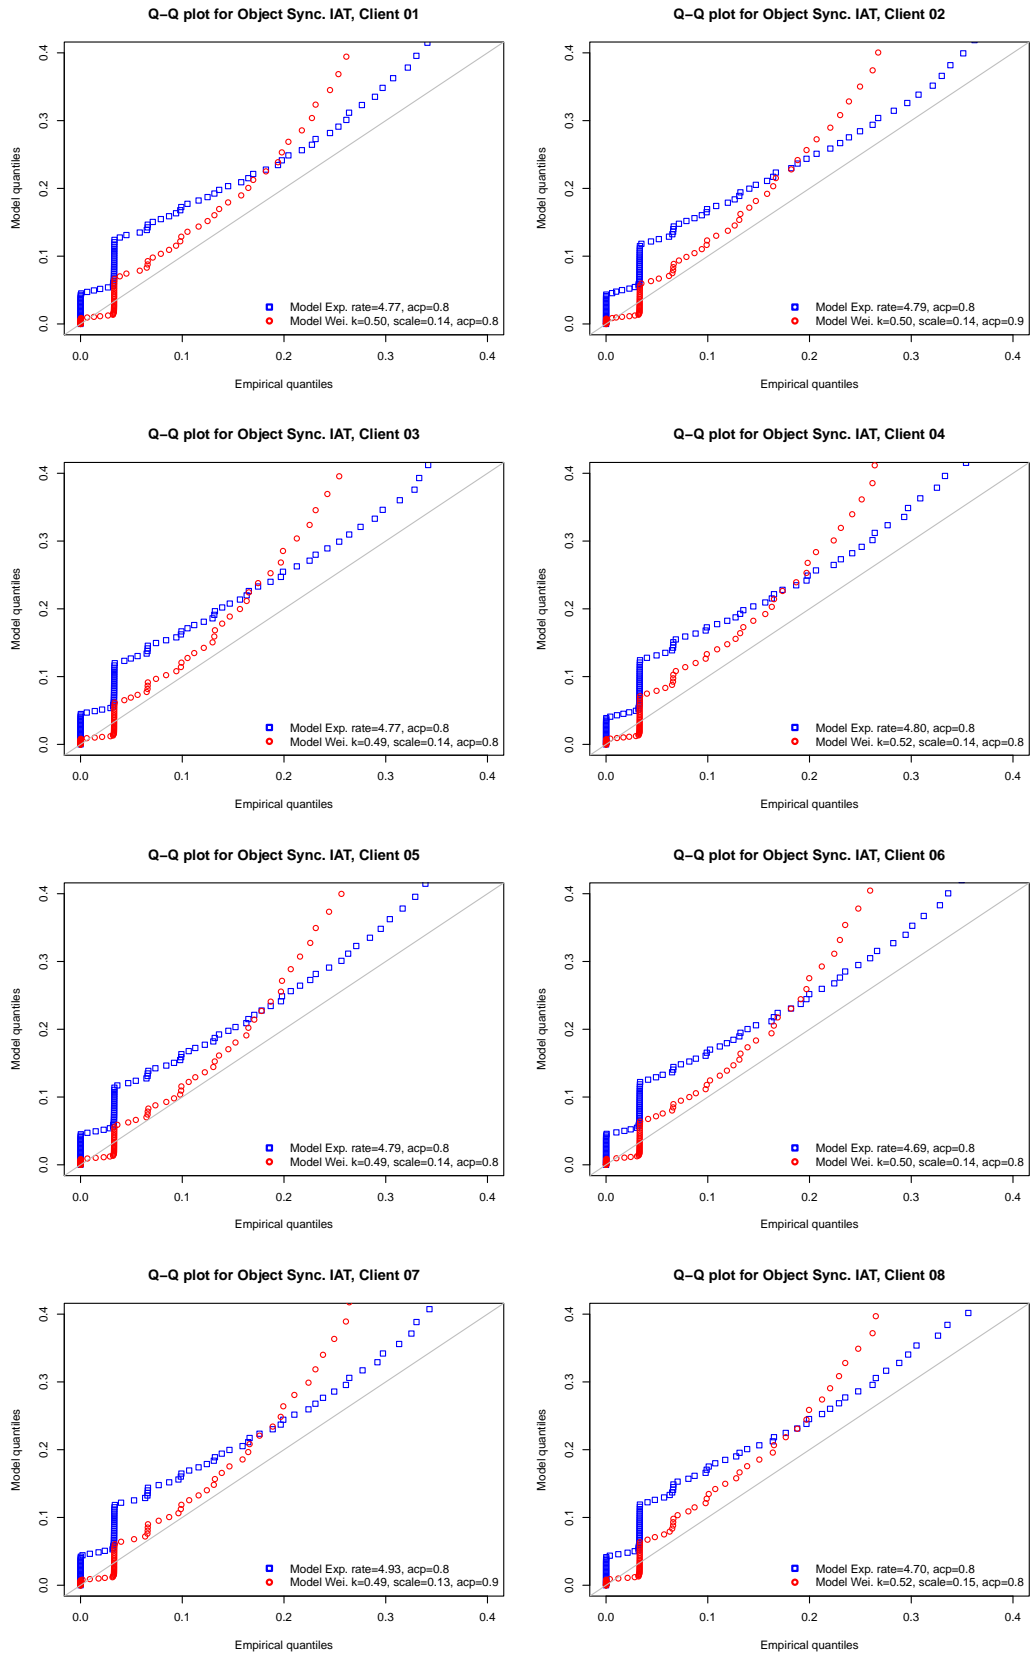 Q−Q plot for Object Sync. IAT, Client 01
Model quantiles
0.4
0.3
0.2
0.1
0.0
Model Exp. rate=4.77, acp=0.8
Model Wei. k=0.50, scale=0.14, acp=0.8
0.0 0.1 0.2 0.3 0.4
Empirical quantiles
Q−Q plot for Object Sync. IAT, Client 02
Model quantiles
0.4
0.3
0.2
0.1
0.0
Model Exp. rate=4.79, acp=0.8
Model Wei. k=0.50, scale=0.14, acp=0.9
0.0 0.1 0.2 0.3 0.4
Empirical quantiles
Q−Q plot for Object Sync. IAT, Client 03
Model quantiles
0.4
0.3
0.2
0.1
0.0
Model Exp. rate=4.77, acp=0.8
Model Wei. k=0.49, scale=0.14, acp=0.8
0.0 0.1 0.2 0.3 0.4
Empirical quantiles
Q−Q plot for Object Sync. IAT, Client 04
Model quantiles
0.4
0.3
0.2
0.1
0.0
Model Exp. rate=4.80, acp=0.8
Model Wei. k=0.52, scale=0.14, acp=0.8
0.0 0.1 0.2 0.3 0.4
Empirical quantiles
Q−Q plot for Object Sync. IAT, Client 05
Model quantiles
0.4
0.3
0.2
0.1
0.0
Model Exp. rate=4.79, acp=0.8
Model Wei. k=0.49, scale=0.14, acp=0.8
0.0 0.1 0.2 0.3 0.4
Empirical quantiles
Q−Q plot for Object Sync. IAT, Client 06
Model quantiles
0.4
0.3
0.2
0.1
0.0
Model Exp. rate=4.69, acp=0.8
Model Wei. k=0.50, scale=0.14, acp=0.8
0.0 0.1 0.2 0.3 0.4
Empirical quantiles
Q−Q plot for Object Sync. IAT, Client 07
Model quantiles
0.4
0.3
0.2
0.1
0.0
Model Exp. rate=4.93, acp=0.8
Model Wei. k=0.49, scale=0.13, acp=0.9
0.0 0.1 0.2 0.3 0.4
Empirical quantiles
Q−Q plot for Object Sync. IAT, Client 08
Model quantiles
0.4
0.3
0.2
0.1
0.0
Model Exp. rate=4.70, acp=0.8
Model Wei. k=0.52, scale=0.15, acp=0.8
0.0 0.1 0.2 0.3 0.4
Empirical quantiles